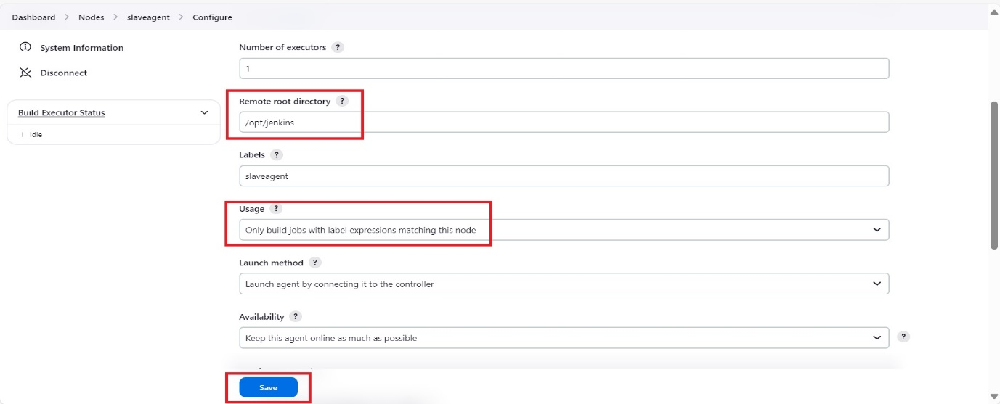 Dashboard > Nodes > slaveagent > Configure
System Information
Disconnect
Build Executor Status
1 Idle
Number of executors ?
1
Remote root directory ?
/opt/jenkins
Labels ?
slaveagent
Usage ?
Only build jobs with label expressions matching this node
Launch method ?
Launch agent by connecting it to the controller
Availability ?
Keep this agent online as much as possible ?
Save